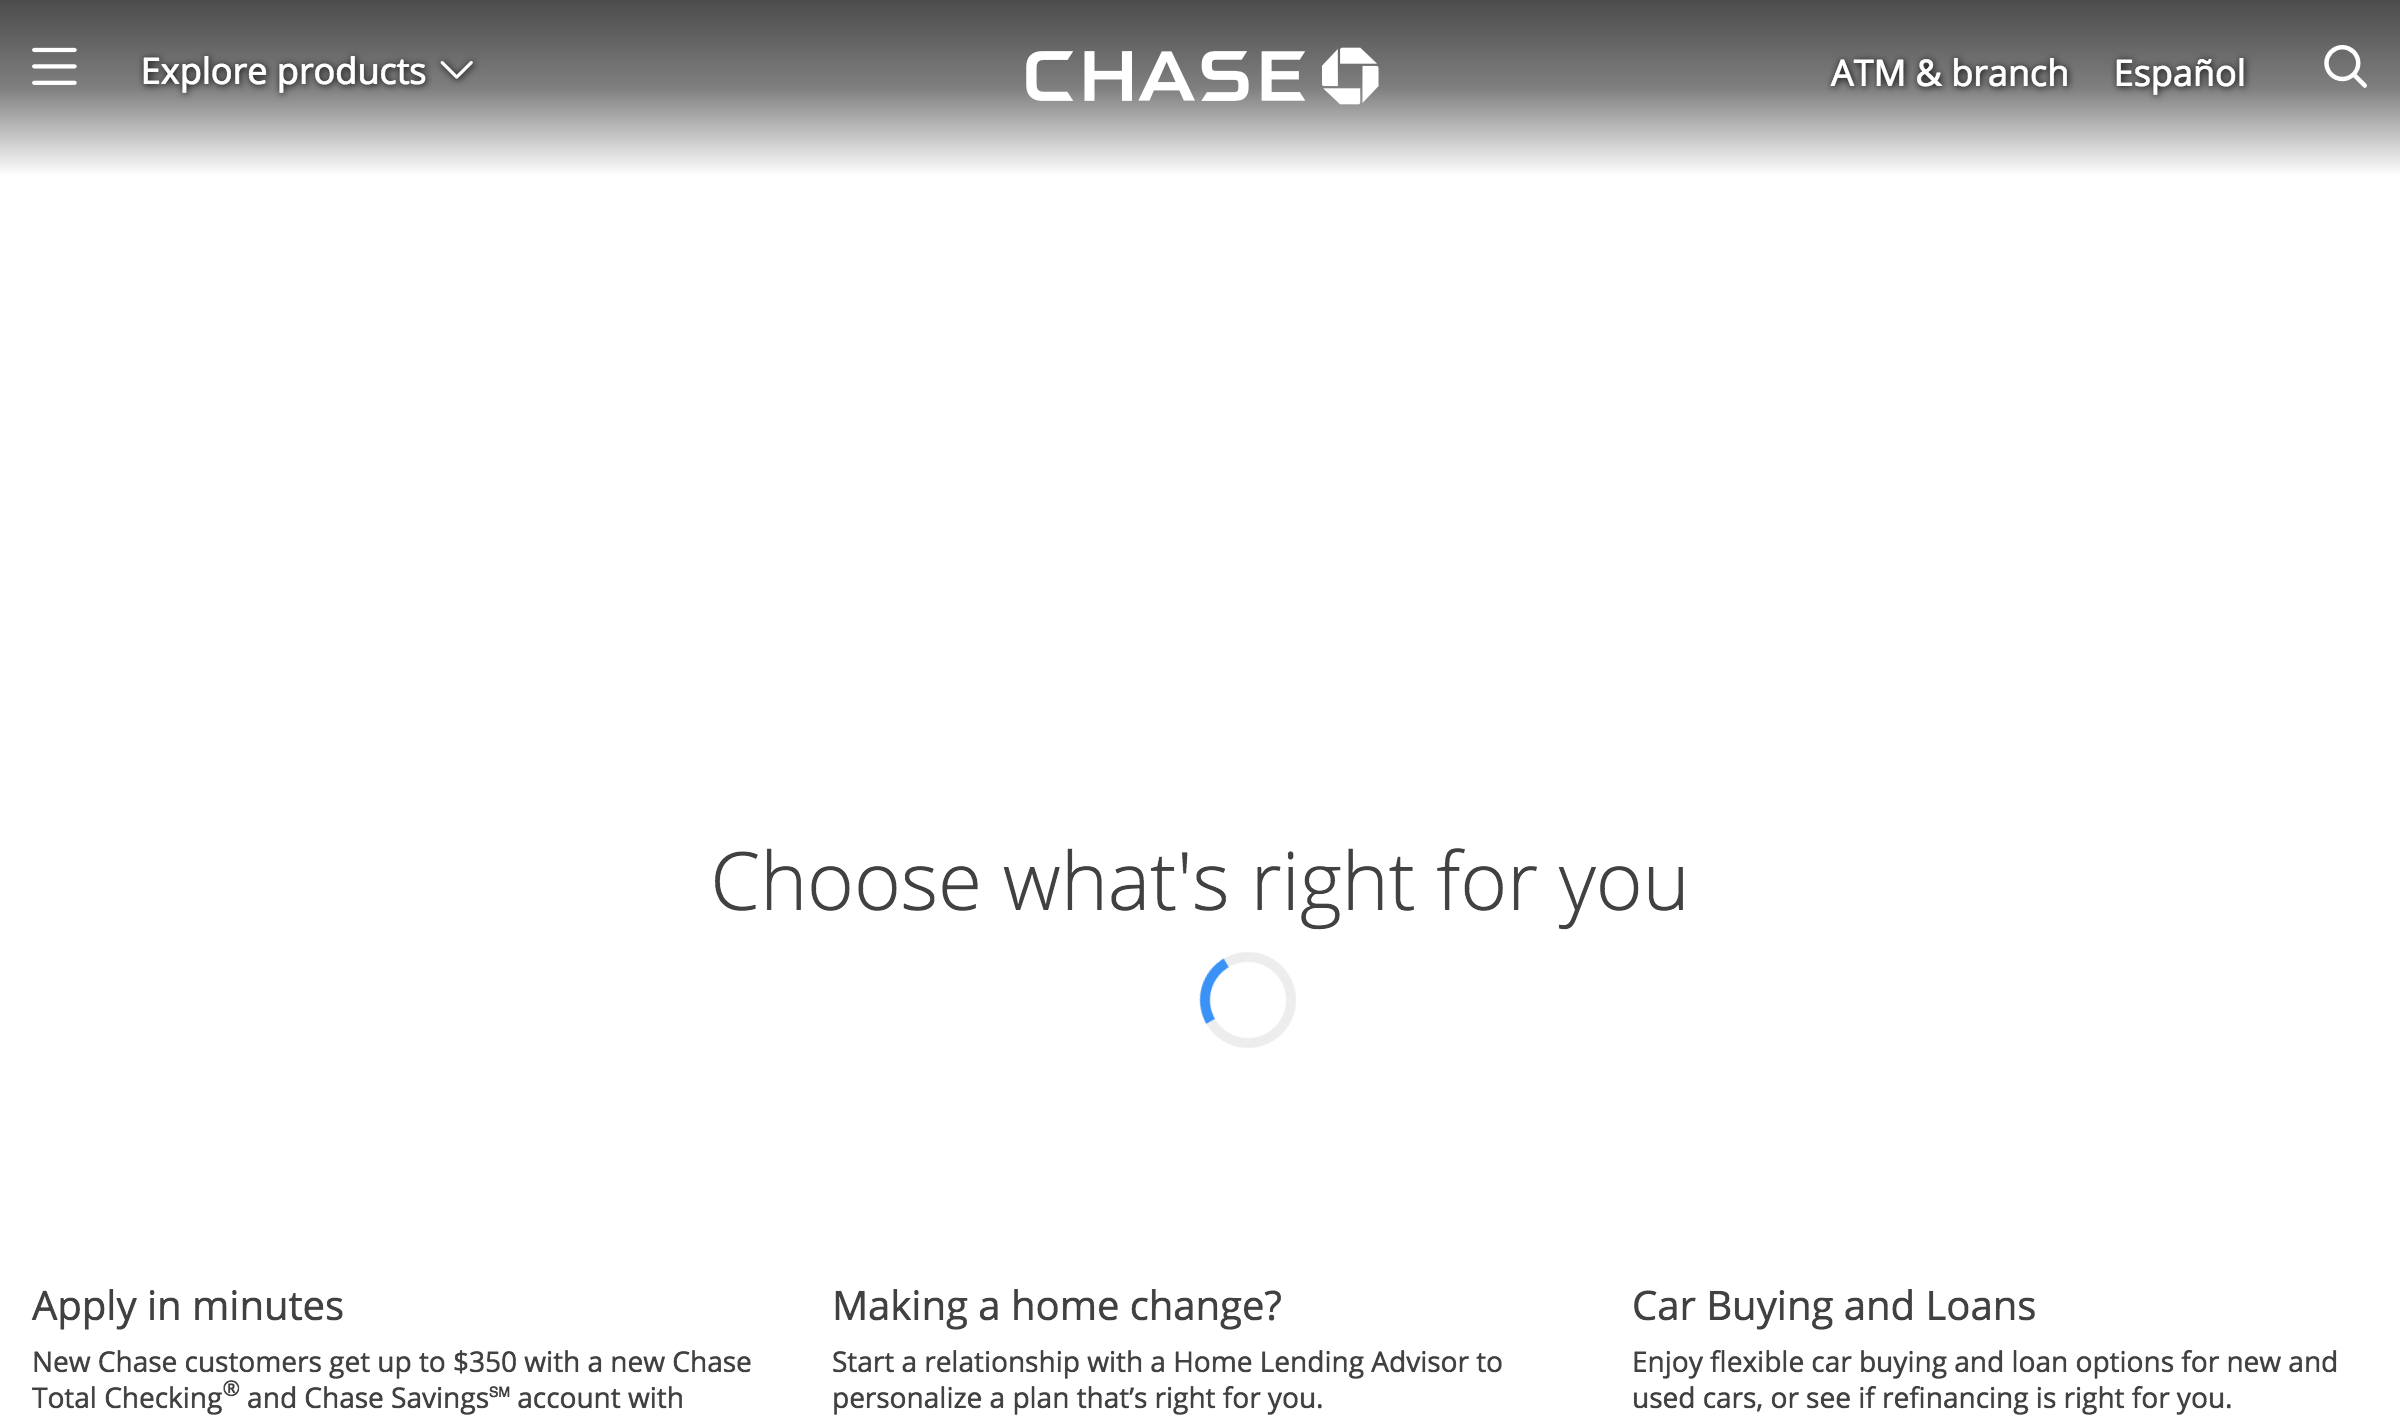 Explore products
CHASE
ATM & branch
Español
Choose what's right for you
Apply in minutes
New Chase customers get up to $350 with a new Chase
Total Checking® and Chase Savings℠ account with
Making a home change?
Start a relationship with a Home Lending Advisor to
personalize a plan that’s right for you.
Car Buying and Loans
Enjoy flexible car buying and loan options for new and
used cars, or see if refinancing is right for you.